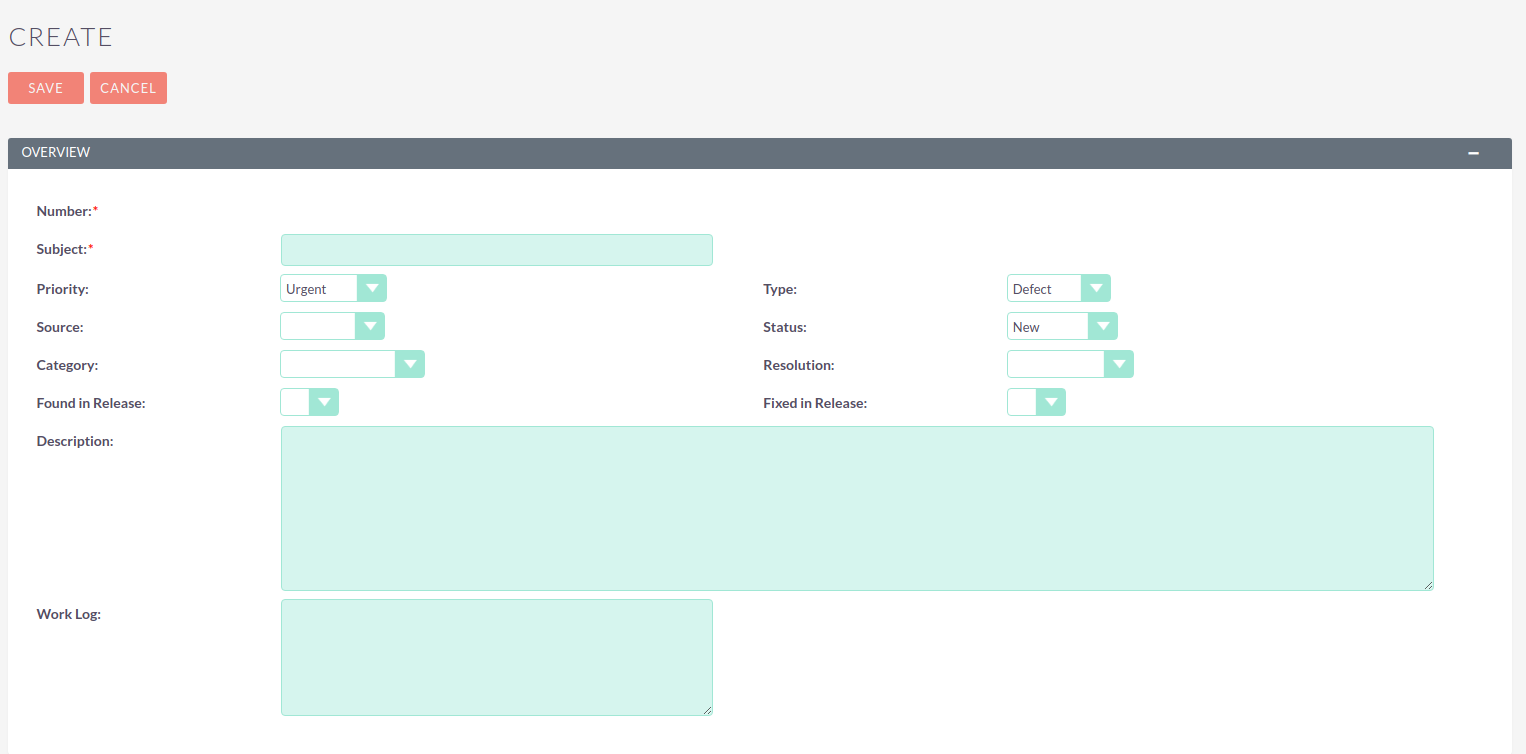 CREATE
SAVE CANCEL
OVERVIEW
Number:*
Subject:*
Priority: Urgent Type: Defect
Source: Status: New
Category: Resolution:
Found in Release: Fixed in Release:
Description:
Work Log: